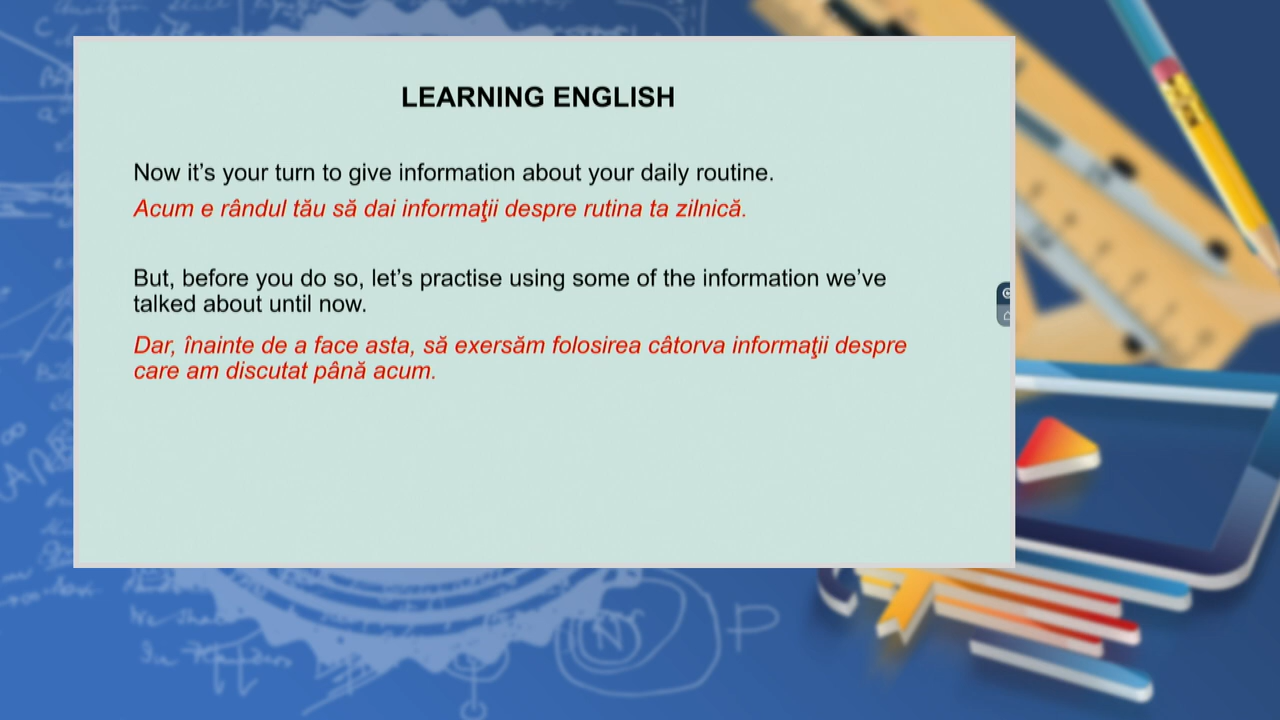 LEARNING ENGLISH
Now it’s your turn to give information about your daily routine.
Acum e rândul tău să dai informaţii despre rutina ta zilnică.
But, before you do so, let’s practise using some of the information we’ve
talked about until now.
Dar, înainte de a face asta, să exersăm folosirea câtorva informaţii despre
care am discutat până acum.
N
P